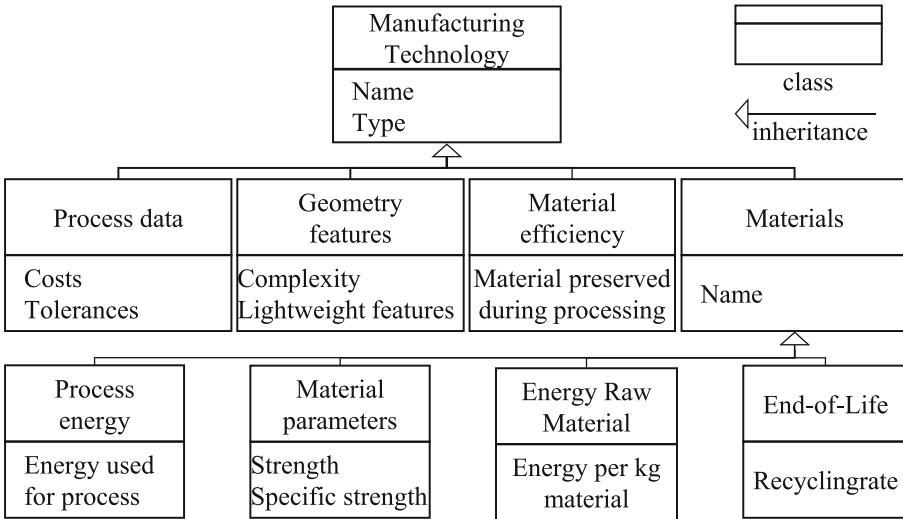 Manufacturing
Technology
Name
Type
class
inheritance
Process data
Costs
Tolerances
Geometry
features
Complexity
Lightweight features
Material
efficiency
Material preserved
during processing
Materials
Name
Process
energy
Energy used
for process
Material
parameters
Strength
Specific strength
Energy Raw
Material
Energy per kg
material
End-of-Life
Recyclingrate